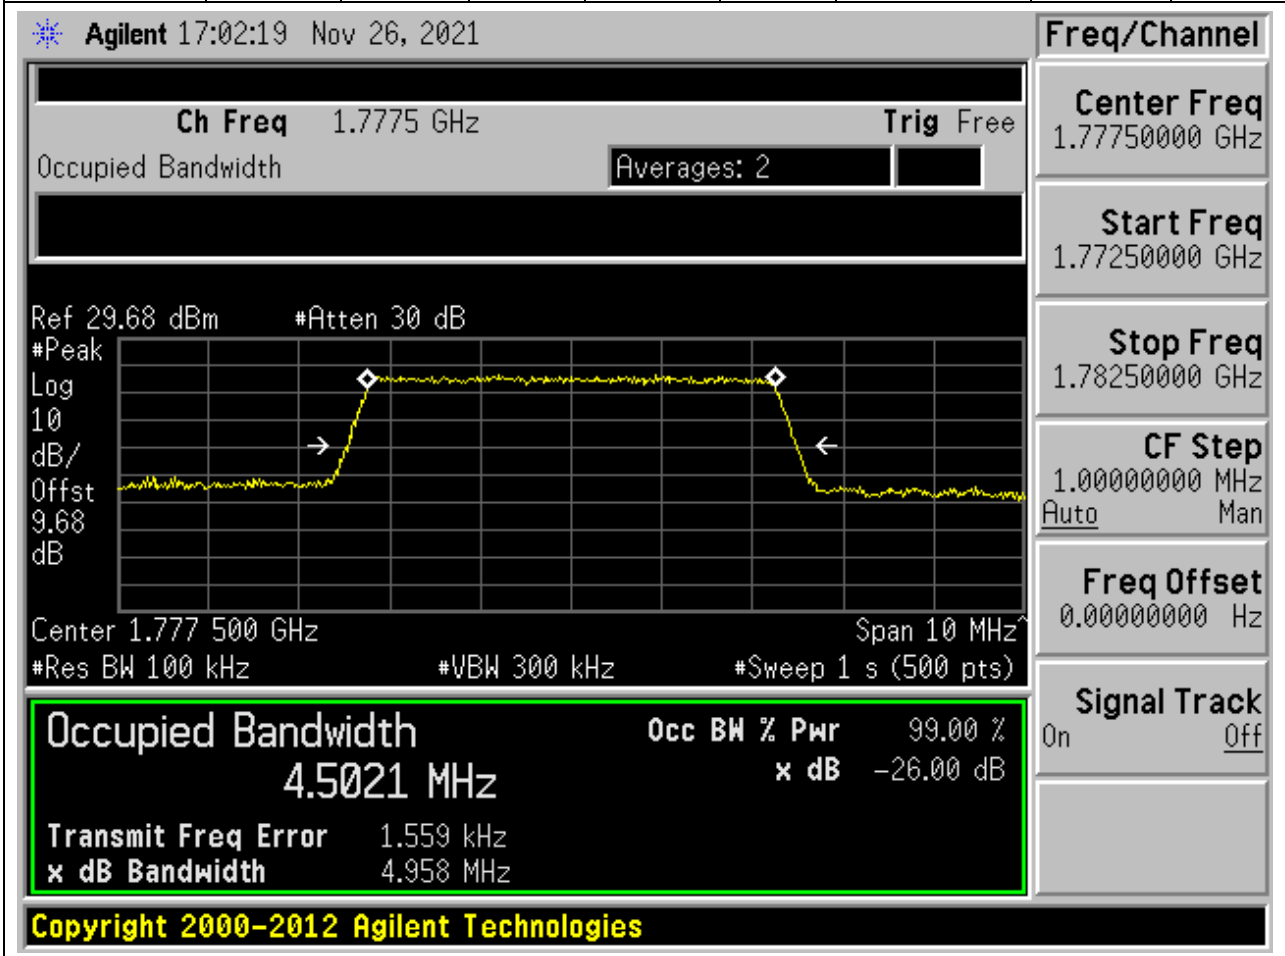 Agilent 17:02:19 Nov 26, 2021
Freq/Channel
Ch Freq 1.7775 GHz Trig Free
Occupied Bandwidth Averages: 2
Ref 29.68 dBm #Atten 30 dB
#Peak
Log
10
dB/
Offst
9.68
dB
Center 1.777 500 GHz Span 10 MHz^
#Res BW 100 kHz #VBW 300 kHz #Sweep 1 s (500 pts)
Occupied Bandwidth Occ BW % Pwr 99.00 %
4.5021 MHz x dB -26.00 dB
Transmit Freq Error 1.559 kHz
x dB Bandwidth 4.958 MHz
Copyright 2000-2012 Agilent Technologies
Center Freq
1.77750000 GHz
Start Freq
1.77250000 GHz
Stop Freq
1.78250000 GHz
CF Step
1.00000000 MHz
Auto Man
Freq Offset
0.00000000 Hz
Signal Track
On Off